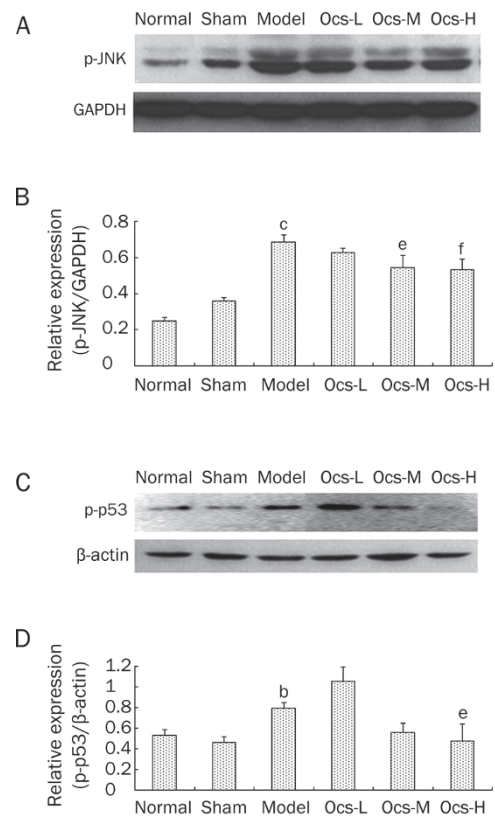 A
Normal Sham Model Ocs-L Ocs-M Ocs-H
p-JNK
GAPDH
B
Relative expression
(p-JNK/GAPDH)
0.8
0.6
0.4
0.2
0
c
e
f
Normal Sham Model Ocs-L Ocs-M Ocs-H
C
Normal Sham Model Ocs-L Ocs-M Ocs-H
p-p53
β-actin
D
Relative expression
(p-p53/β-actin)
1.2
1
0.8
0.6
0.4
0.2
0
b
e
Normal Sham Model Ocs-L Ocs-M Ocs-H